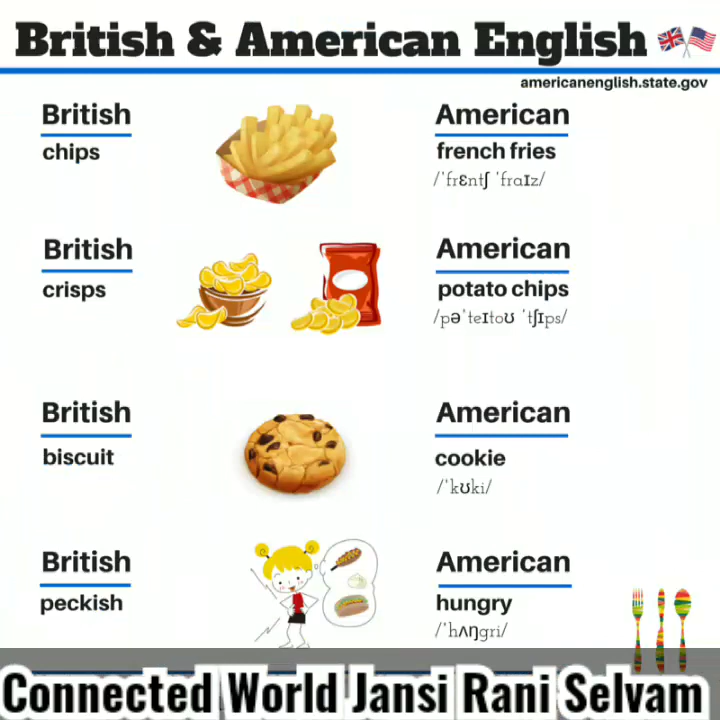 British & American English
americanenglish.state.gov
British American
chips french fries
/ˈfrɛntʃ ˈfraɪz/
British American
crisps potato chips
/pəˈteɪtoʊ ˈtʃɪps/
British American
biscuit cookie
/ˈkʊki/
British American
peckish hungry
/ˈhʌŋgri/
Connected World Jansi Rani Selvam